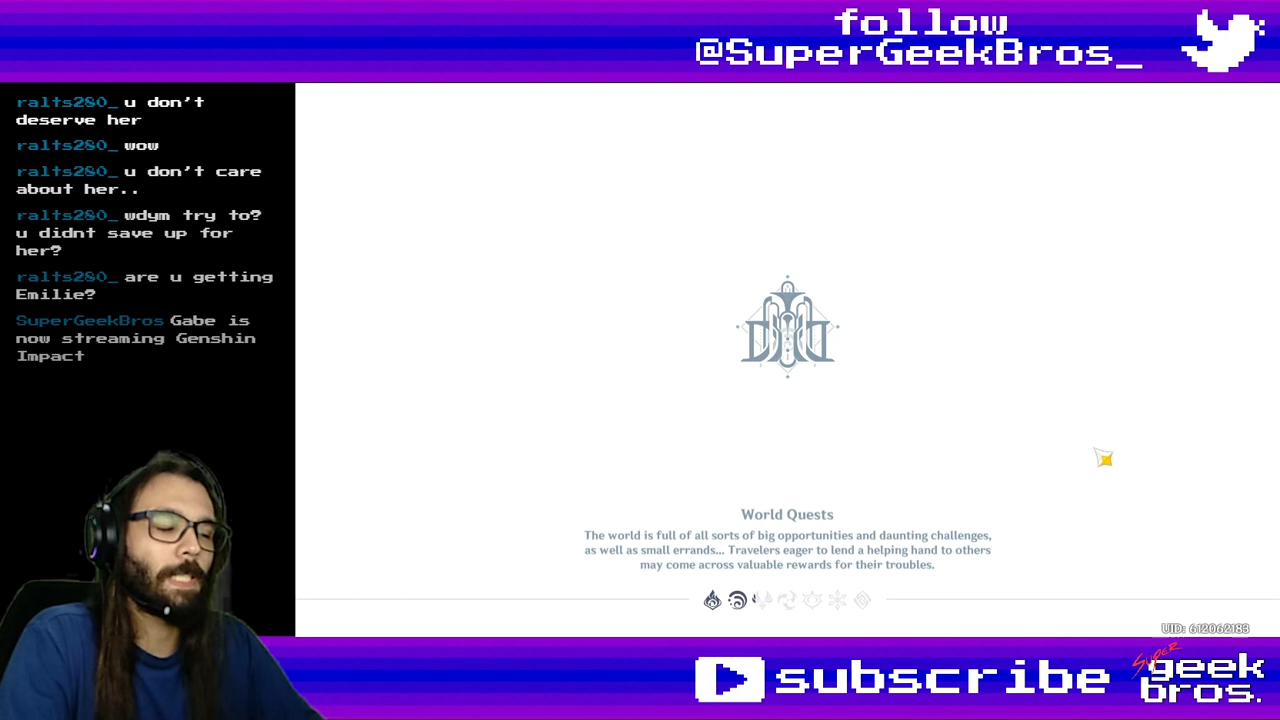 follow
@SuperGeekBros_
ralts280_ u don't
deserve her
ralts280_ wow
ralts280_ u don't care
about her..
ralts280_ wdym try to?
u didnt save up for
her?
ralts280_ are u getting
Emilie?
SuperGeekBros Gabe is
now streaming Genshin
Impact
World Quests
The world is full of all sorts of big opportunities and daunting challenges,
as well as small errands... Travelers eager to lend a helping hand to others
may come across valuable rewards for their troubles.
UID: 612062183
subscribe
SUPER
geek
bros.